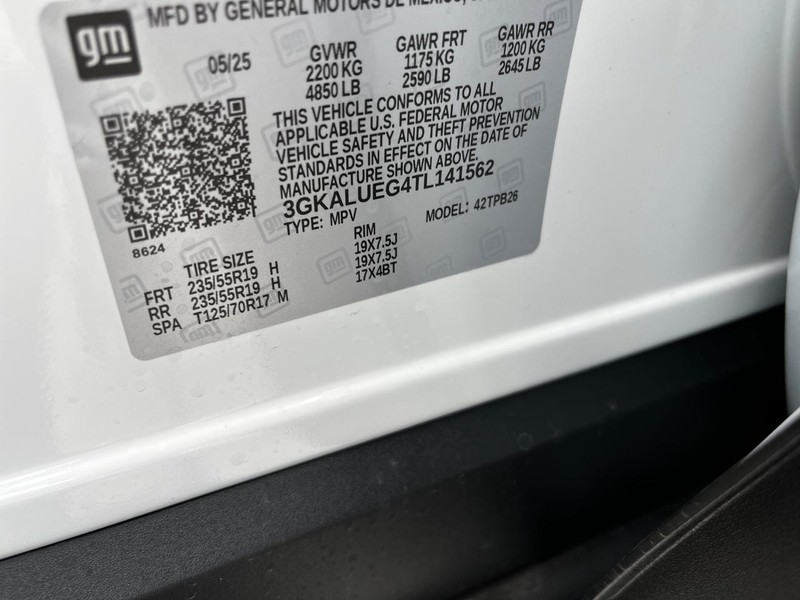 gm
MFD BY GENERAL MOTORS DE MEXICO,
05/25
GVWR
2200 KG
4850 LB
GAWR FRT
1175 KG
2590 LB
GAWR RR
1200 KG
2645 LB
THIS VEHICLE CONFORMS TO ALL
APPLICABLE U.S. FEDERAL MOTOR
VEHICLE SAFETY AND THEFT PREVENTION
STANDARDS IN EFFECT ON THE DATE OF
MANUFACTURE SHOWN ABOVE.
3GKALUEG4TL141562
TYPE: MPV MODEL: 42TPB26
8624
TIRE SIZE RIM
FRT 235/55R19 H 19X7.5J
RR 235/55R19 H 19X7.5J
SPA T125/70R17 M 17X4BT